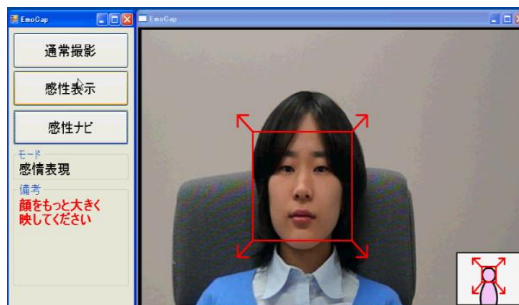 EmoCap
EmoCap
通常撮影
感性表示
感性ナビ
モード
感情表現
備考
顔をもっと大きく
映してください